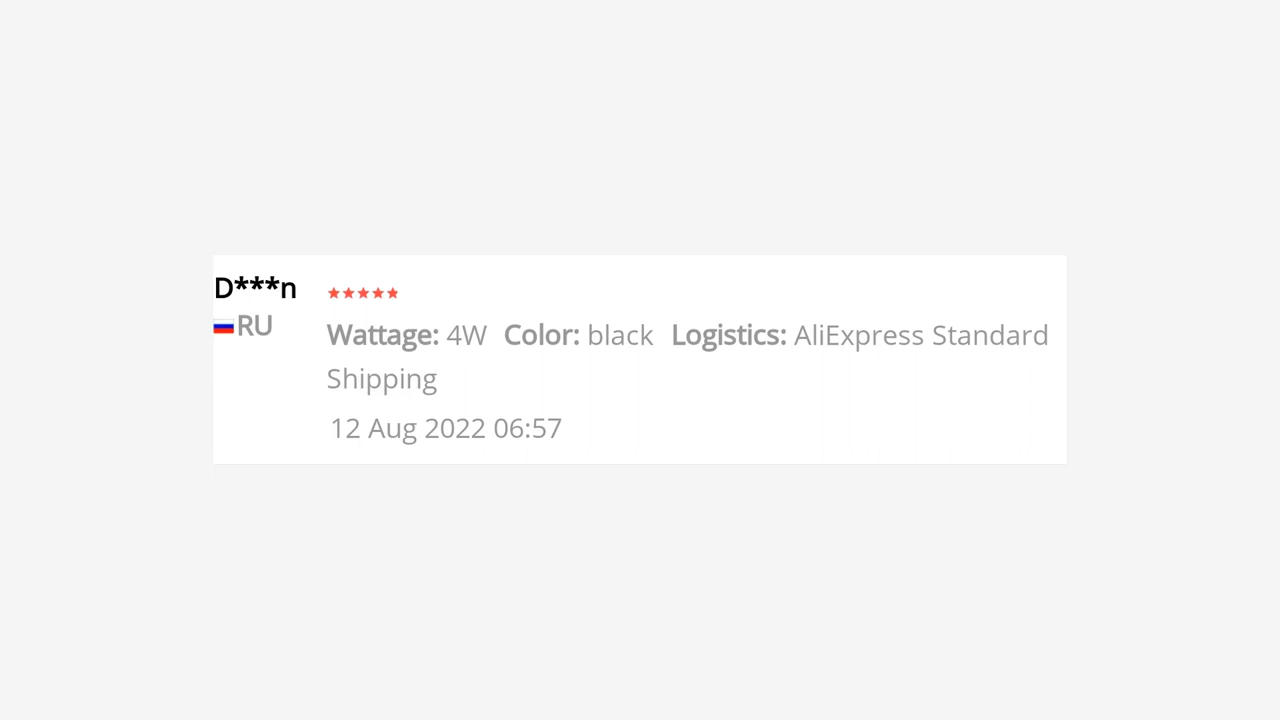 D***n
RU
Wattage: 4W Color: black Logistics: AliExpress Standard
Shipping
12 Aug 2022 06:57